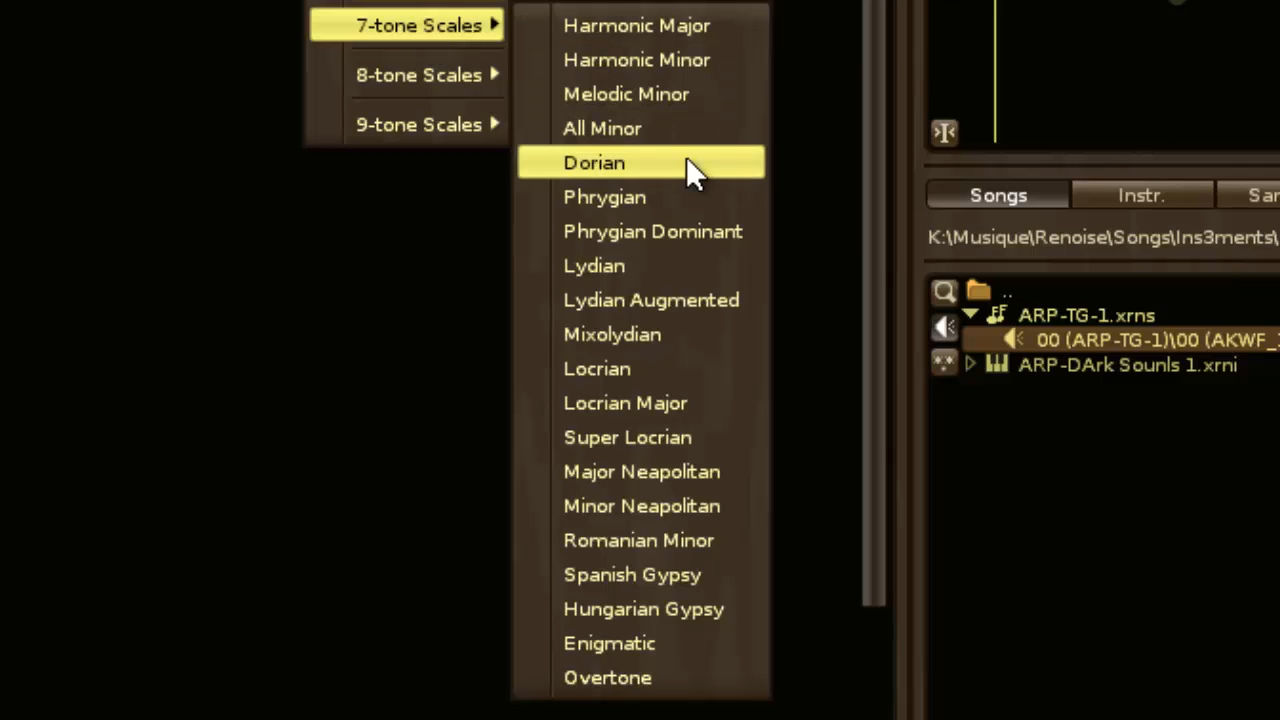 7-tone Scales
8-tone Scales
9-tone Scales
Harmonic Major
Harmonic Minor
Melodic Minor
All Minor
Dorian
Phrygian
Phrygian Dominant
Lydian
Lydian Augmented
Mixolydian
Locrian
Locrian Major
Super Locrian
Major Neapolitan
Minor Neapolitan
Romanian Minor
Spanish Gypsy
Hungarian Gypsy
Enigmatic
Overtone
Songs Instr. Sar
K:\Musique\Renoise\Songs\Ins3ments\
..
ARP-TG-1.xrns
00 (ARP-TG-1)\00 (AKWF_
ARP-DArk Sounls 1.xrni